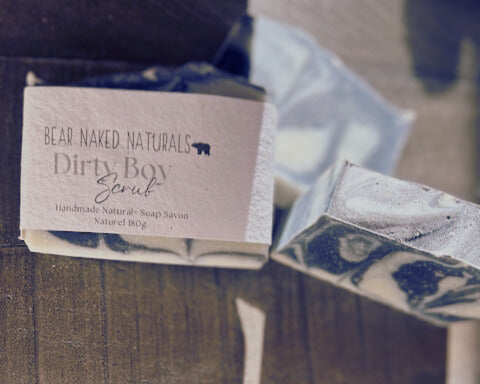 BEAR NAKED NATURALS
Dirty Boy
Scrub
Handmade Natural- Soap Savon
Naturel 180g